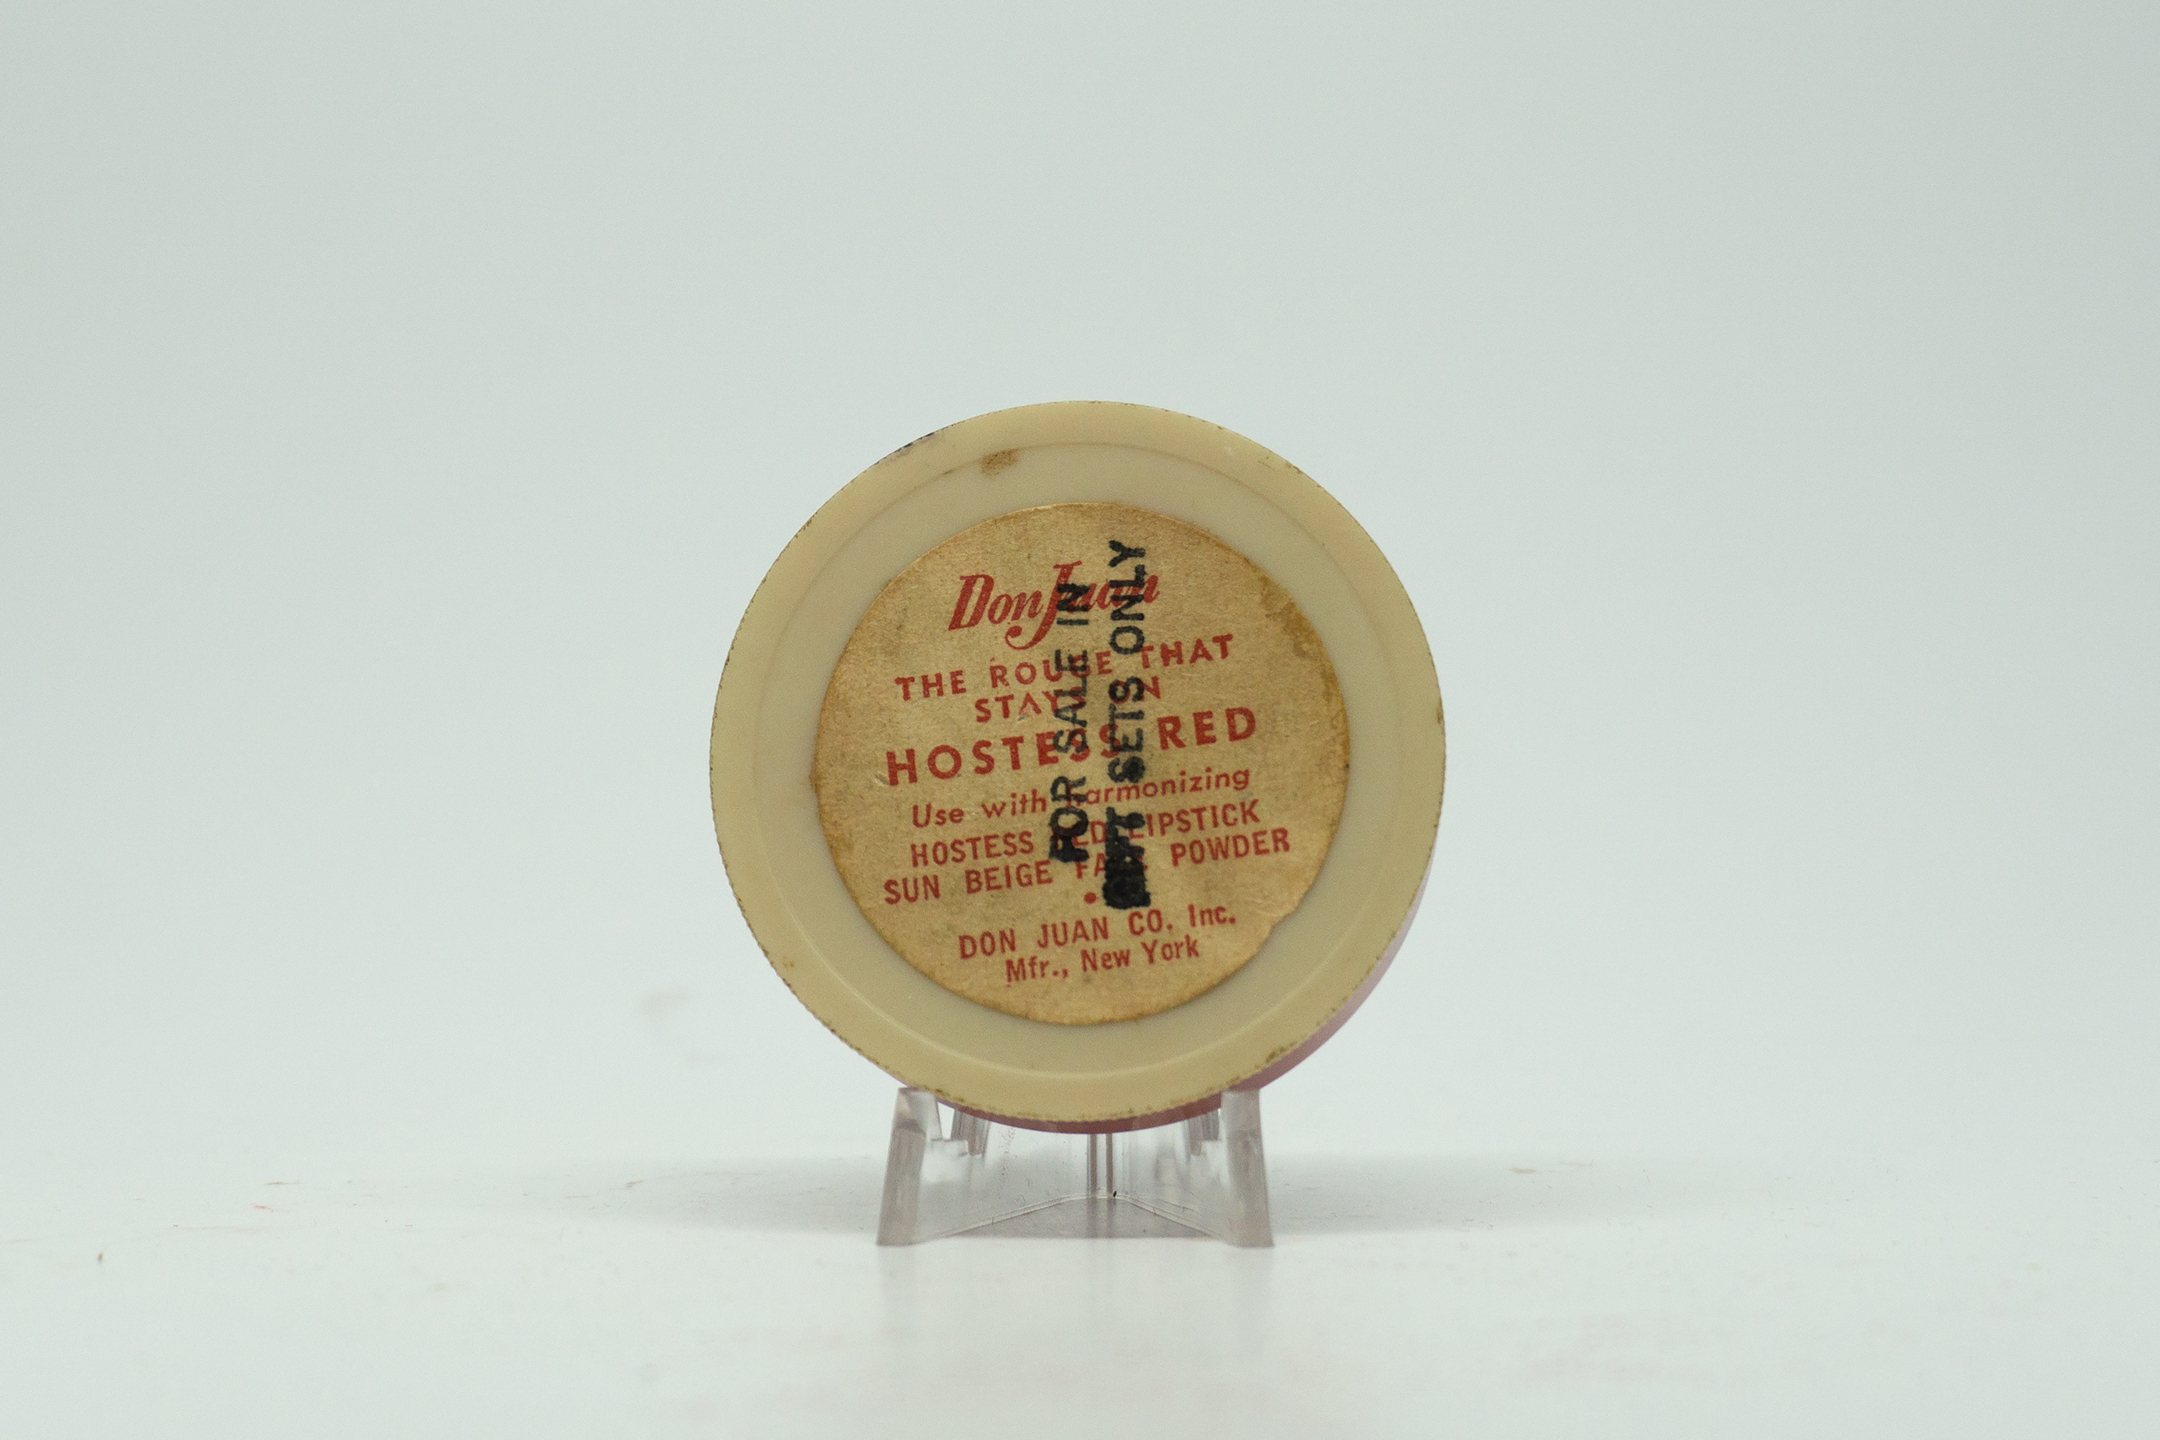 Don Juan
THE ROUGE THAT
STAYS ON
HOSTESS RED
Use with harmonizing
HOSTESS RED LIPSTICK
SUN BEIGE FACE POWDER
DON JUAN CO. Inc.
Mfr., New York
FOR SALE IN
GIFT SETS ONLY